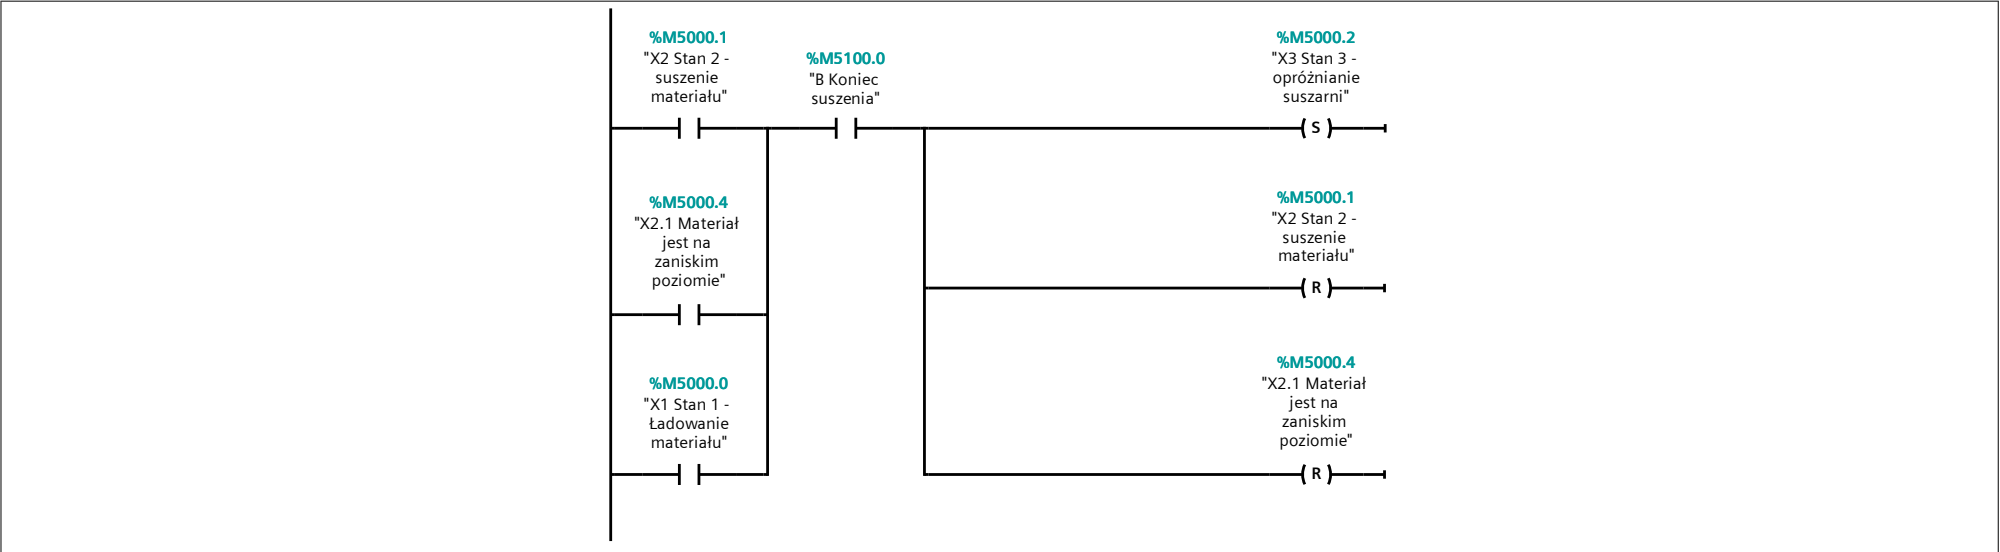 %M5000.1
"X2 Stan 2 -
suszenie
materiału"
%M5100.0
"B Koniec
suszenia"
%M5000.2
"X3 Stan 3 -
opróżnianie
suszarni"
S
%M5000.4
"X2.1 Materiał
jest na
zaniskim
poziomie"
%M5000.1
"X2 Stan 2 -
suszenie
materiału"
R
%M5000.0
"X1 Stan 1 -
Ładowanie
materiału"
%M5000.4
"X2.1 Materiał
jest na
zaniskim
poziomie"
R